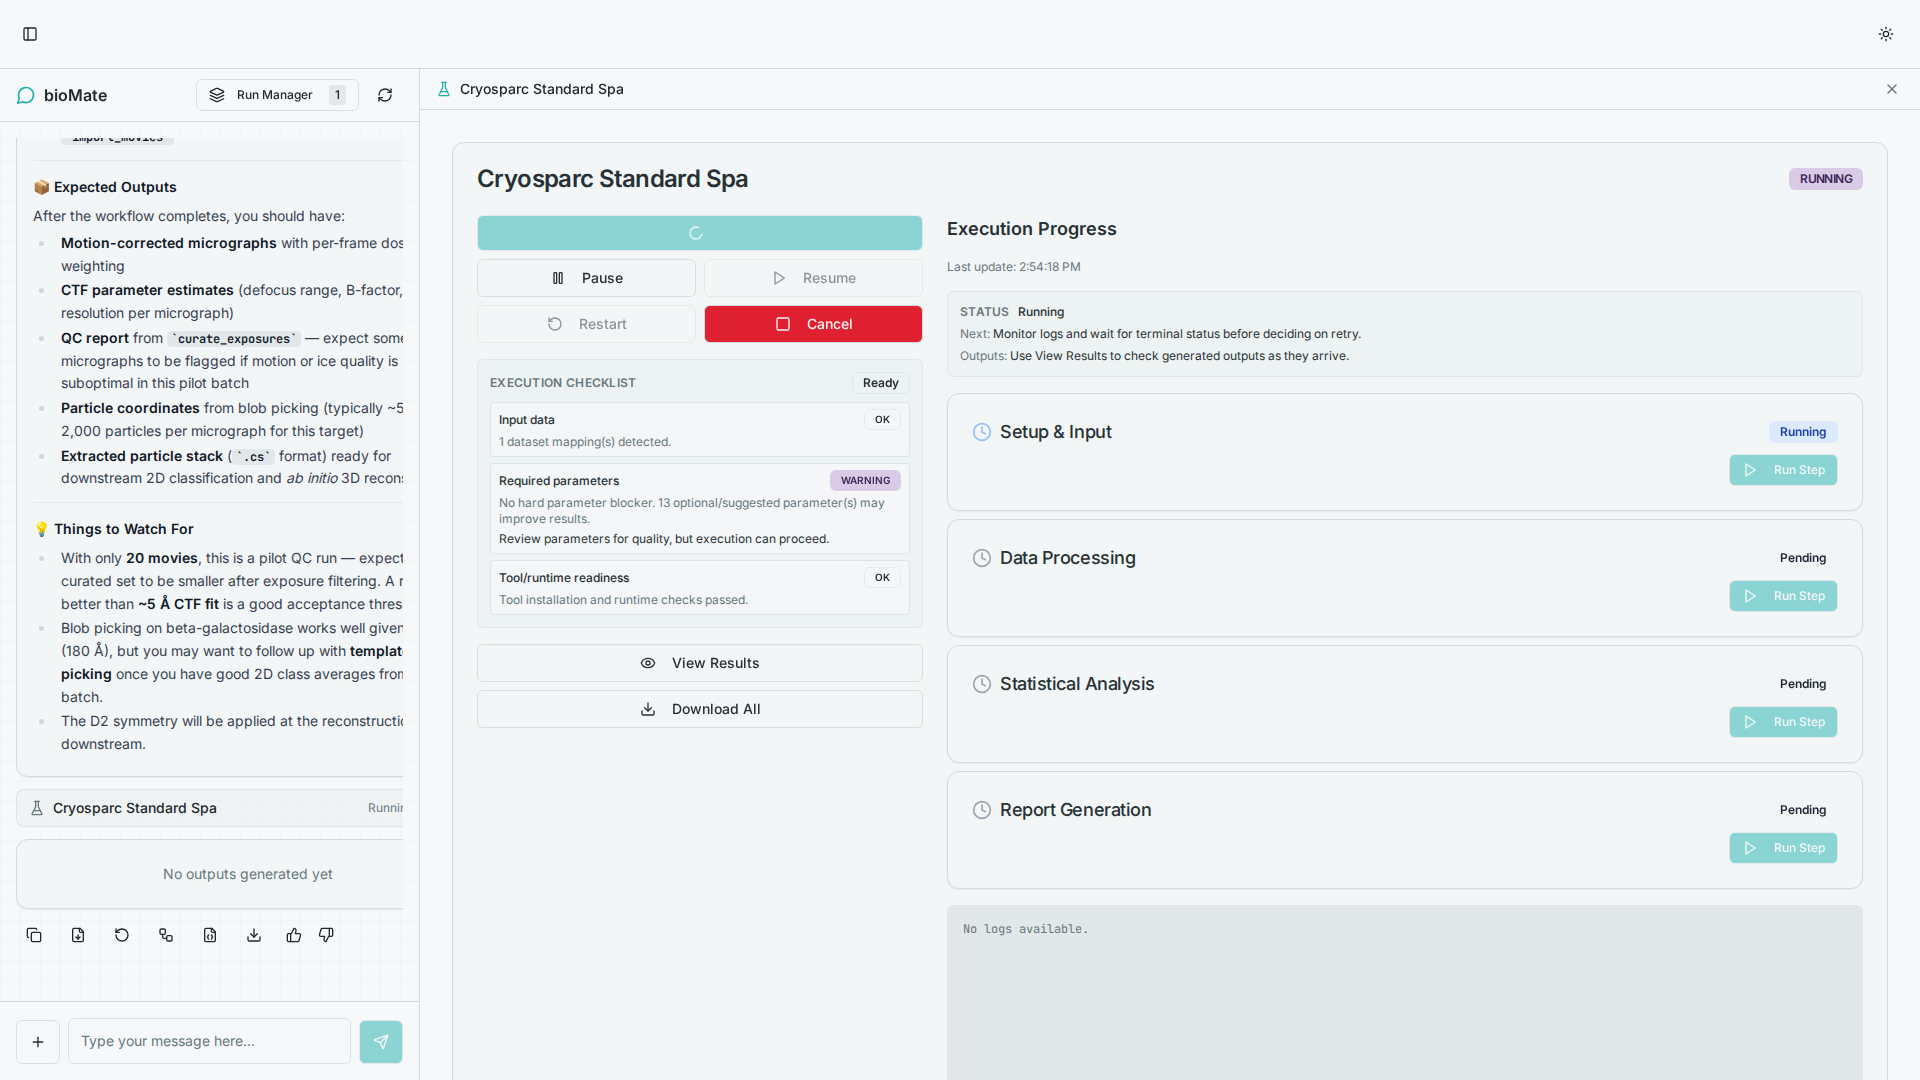 bioMate
Run Manager 1
Cryosparc Standard Spa
📦 Expected Outputs
After the workflow completes, you should have:
Motion-corrected micrographs with per-frame
weighting
CTF parameter estimates (defocus range, B-factor,
resolution per micrograph)
QC report from `curate_exposures` — expect some
micrographs to be flagged if motion or ice quality is
suboptimal in this pilot batch
Particle coordinates from blob picking (typically ~5
2,000 particles per micrograph for this target)
Extracted particle stack (`.cs` format) ready for
downstream 2D classification and ab initio 3D
💡 Things to Watch For
With only 20 movies, this is a pilot QC run — expect
curated set to be smaller after exposure filtering. A
better than ~5 Å CTF fit is a good acceptance
Blob picking on beta-galactosidase works well given
(180 Å), but you may want to follow up with
picking once you have good 2D class averages from
batch.
The D2 symmetry will be applied at the
downstream.
Cryosparc Standard Spa
No outputs generated yet
Type your message here...
Cryosparc Standard Spa
RUNNING
Pause
Resume
Restart
Cancel
EXECUTION CHECKLIST Ready
Input data OK
1 dataset mapping(s) detected.
Required parameters WARNING
No hard parameter blocker. 13 optional/suggested parameter(s) may
improve results.
Review parameters for quality, but execution can proceed.
Tool/runtime readiness OK
Tool installation and runtime checks passed.
View Results
Download All
Execution Progress
Last update: 2:54:18 PM
STATUS Running
Next: Monitor logs and wait for terminal status before deciding on retry.
Outputs: Use View Results to check generated outputs as they arrive.
Setup & Input Running
Run Step
Data Processing Pending
Run Step
Statistical Analysis Pending
Run Step
Report Generation Pending
Run Step
No logs available.